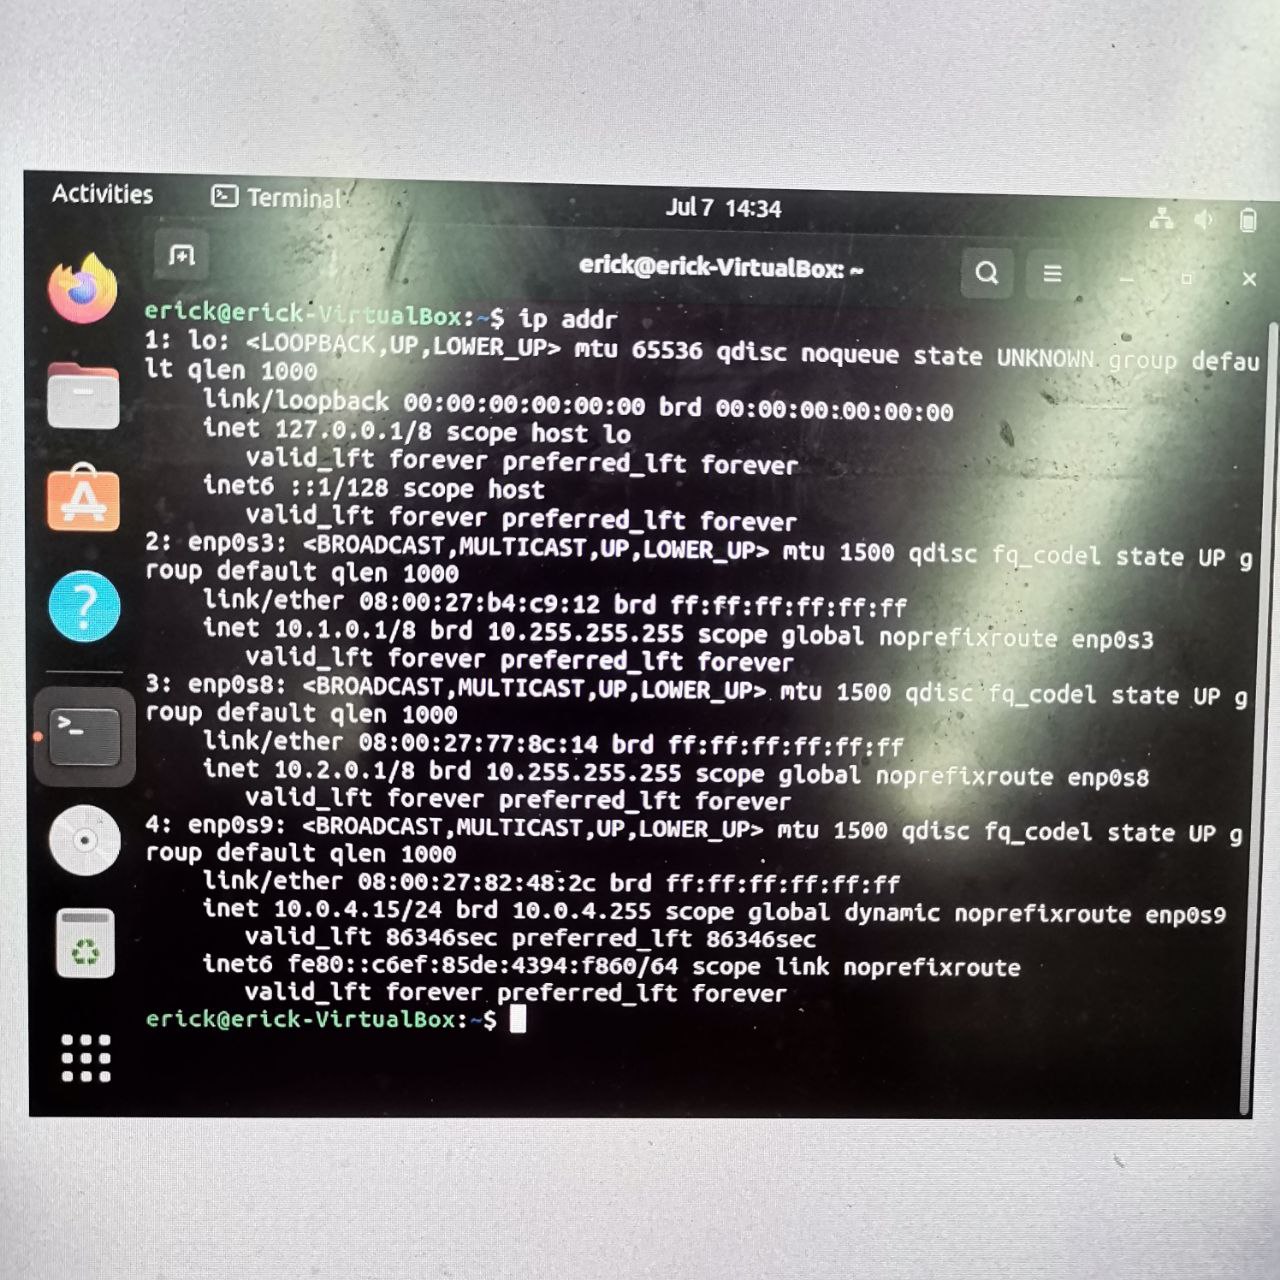 Activities
Terminal
Jul 7 14:34
erick@erick-VirtualBox: ~
erick@erick-VirtualBox:~$ ip addr
1: lo: <LOOPBACK,UP,LOWER_UP> mtu 65536 qdisc noqueue state UNKNOWN group defau
lt qlen 1000
link/loopback 00:00:00:00:00:00 brd 00:00:00:00:00:00
inet 127.0.0.1/8 scope host lo
valid_lft forever preferred_lft forever
inet6 ::1/128 scope host
valid_lft forever preferred_lft forever
2: enp0s3: <BROADCAST,MULTICAST,UP,LOWER_UP> mtu 1500 qdisc fq_codel state UP g
roup default qlen 1000
link/ether 08:00:27:b4:c9:12 brd ff:ff:ff:ff:ff:ff
inet 10.1.0.1/8 brd 10.255.255.255 scope global noprefixroute enp0s3
valid_lft forever preferred_lft forever
3: enp0s8: <BROADCAST,MULTICAST,UP,LOWER_UP> mtu 1500 qdisc fq_codel state UP g
roup default qlen 1000
link/ether 08:00:27:77:8c:14 brd ff:ff:ff:ff:ff:ff
inet 10.2.0.1/8 brd 10.255.255.255 scope global noprefixroute enp0s8
valid_lft forever preferred_lft forever
4: enp0s9: <BROADCAST,MULTICAST,UP,LOWER_UP> mtu 1500 qdisc fq_codel state UP g
roup default qlen 1000
link/ether 08:00:27:82:48:2c brd ff:ff:ff:ff:ff:ff
inet 10.0.4.15/24 brd 10.0.4.255 scope global dynamic noprefixroute enp0s9
valid_lft 86346sec preferred_lft 86346sec
inet6 fe80::c6ef:85de:4394:f860/64 scope link noprefixroute
valid_lft forever preferred_lft forever
erick@erick-VirtualBox:~$